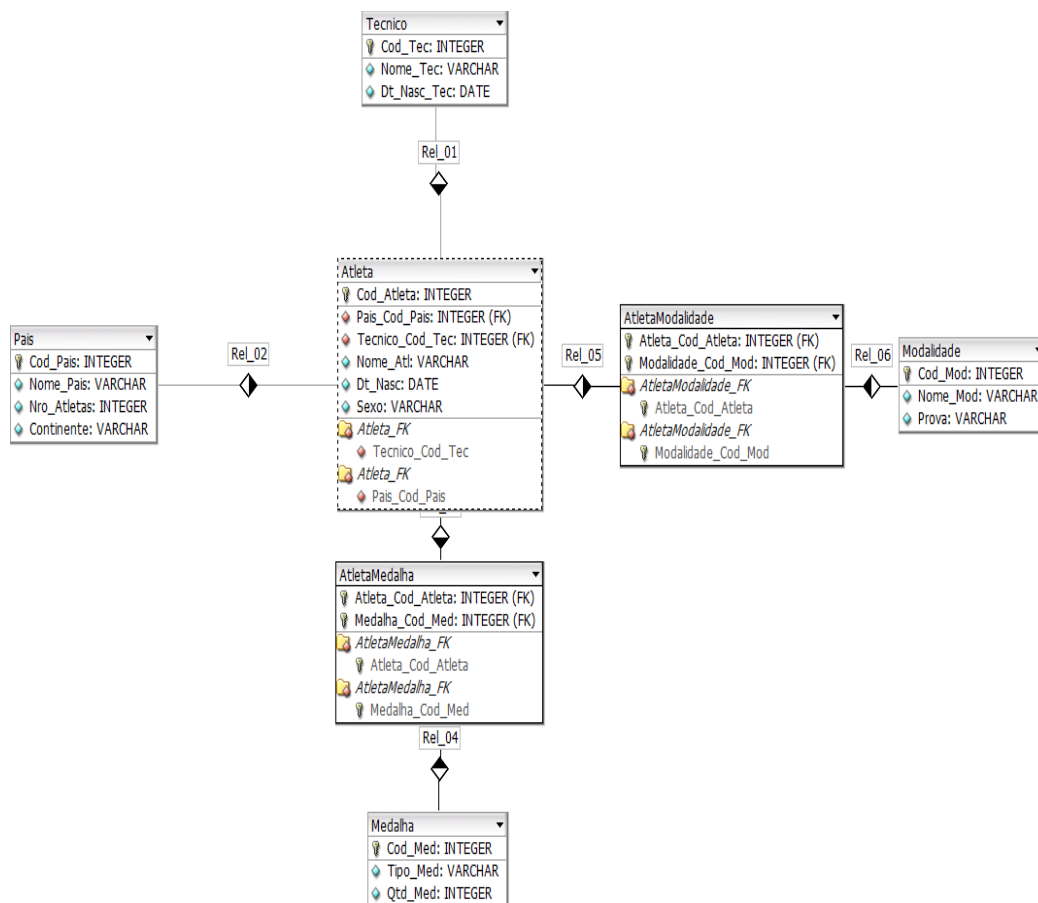 Tecnico
Cod_Tec: INTEGER
Nome_Tec: VARCHAR
Dt_Nasc_Tec: DATE
Rel_01
Atleta
Cod_Atleta: INTEGER
Pais_Cod_Pais: INTEGER (FK)
Tecnico_Cod_Tec: INTEGER (FK)
Nome_Atl: VARCHAR
Dt_Nasc: DATE
Sexo: VARCHAR
Atleta_FK
Tecnico_Cod_Tec
Atleta_FK
Pais_Cod_Pais
Pais
Cod_Pais: INTEGER
Nome_Pais: VARCHAR
Nro_Atletas: INTEGER
Continente: VARCHAR
Rel_02
Rel_05
AtletaModalidade
Atleta_Cod_Atleta: INTEGER (FK)
Modalidade_Cod_Mod: INTEGER (FK)
AtletaModalidade_FK
Atleta_Cod_Atleta
AtletaModalidade_FK
Modalidade_Cod_Mod
Rel_06
Modalidade
Cod_Mod: INTEGER
Nome_Mod: VARCHAR
Prova: VARCHAR
AtletaMedalha
Atleta_Cod_Atleta: INTEGER (FK)
Medalha_Cod_Med: INTEGER (FK)
AtletaMedalha_FK
Atleta_Cod_Atleta
AtletaMedalha_FK
Medalha_Cod_Med
Rel_04
Medalha
Cod_Med: INTEGER
Tipo_Med: VARCHAR
Qtd_Med: INTEGER